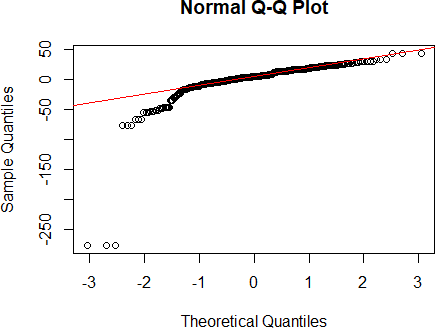 Normal Q-Q Plot
Sample Quantiles
50
0
-50
-150
-250
-3 -2 -1 0 1 2 3
Theoretical Quantiles